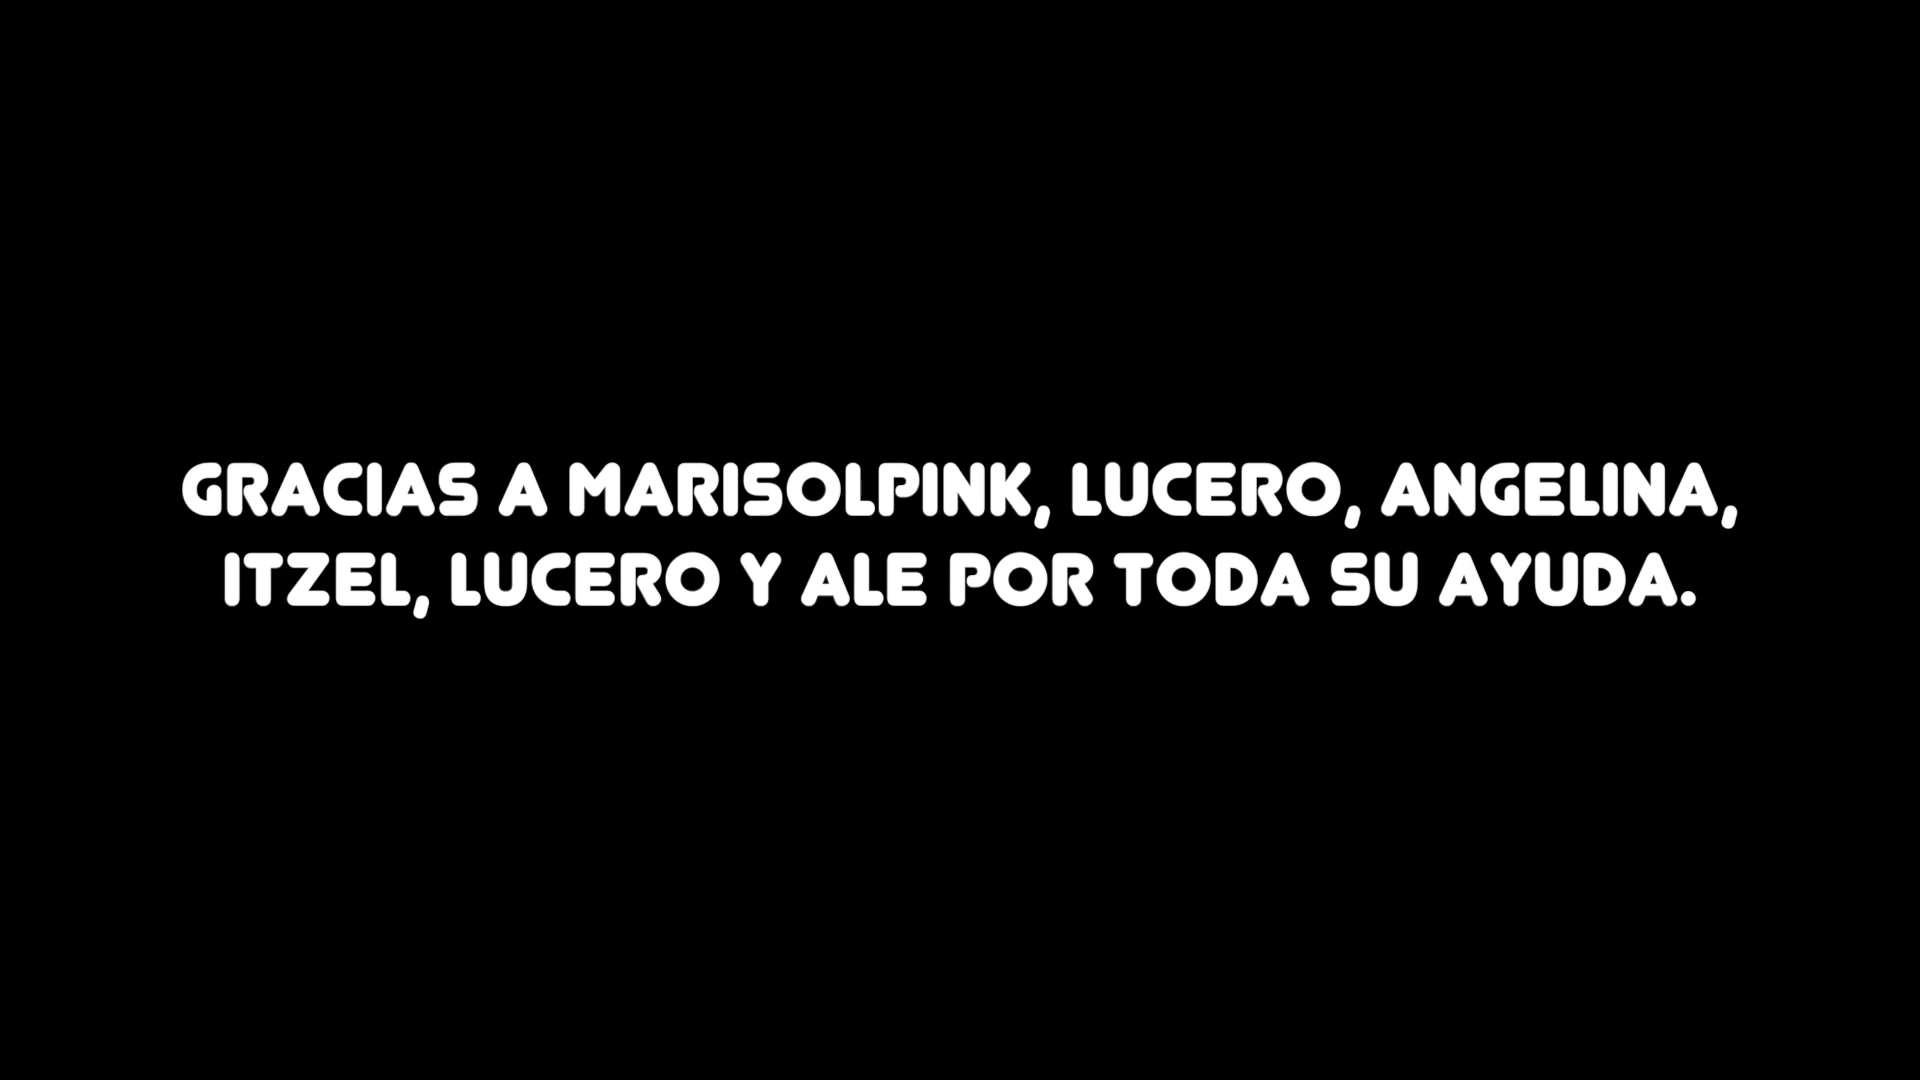 GRACIAS A MARISOLPINK, LUCERO, ANGELINA,
ITZEL, LUCERO Y ALE POR TODA SU AYUDA.